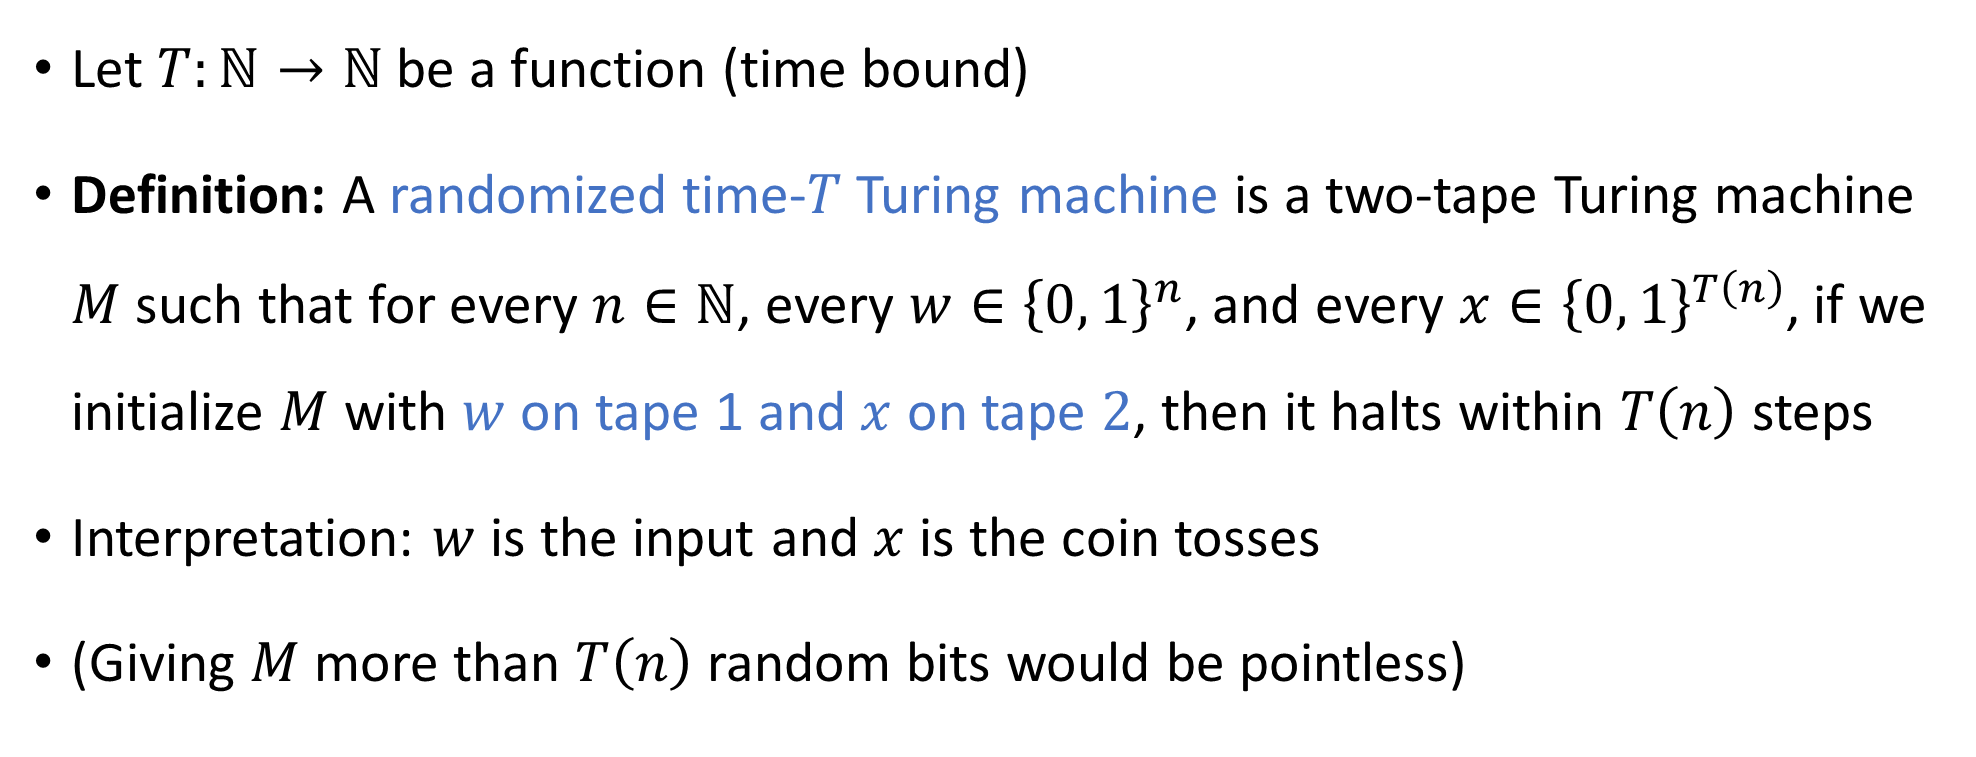 • Let 𝑇: ℕ → ℕ be a function (time bound)
• Definition: A randomized time-𝑇 Turing machine is a two-tape Turing machine
𝑀 such that for every 𝑛 ∈ ℕ, every 𝑤 ∈ {0, 1}^𝑛, and every 𝑥 ∈ {0, 1}^𝑇(𝑛), if we
initialize 𝑀 with 𝑤 on tape 1 and 𝑥 on tape 2, then it halts within 𝑇(𝑛) steps
• Interpretation: 𝑤 is the input and 𝑥 is the coin tosses
• (Giving 𝑀 more than 𝑇(𝑛) random bits would be pointless)